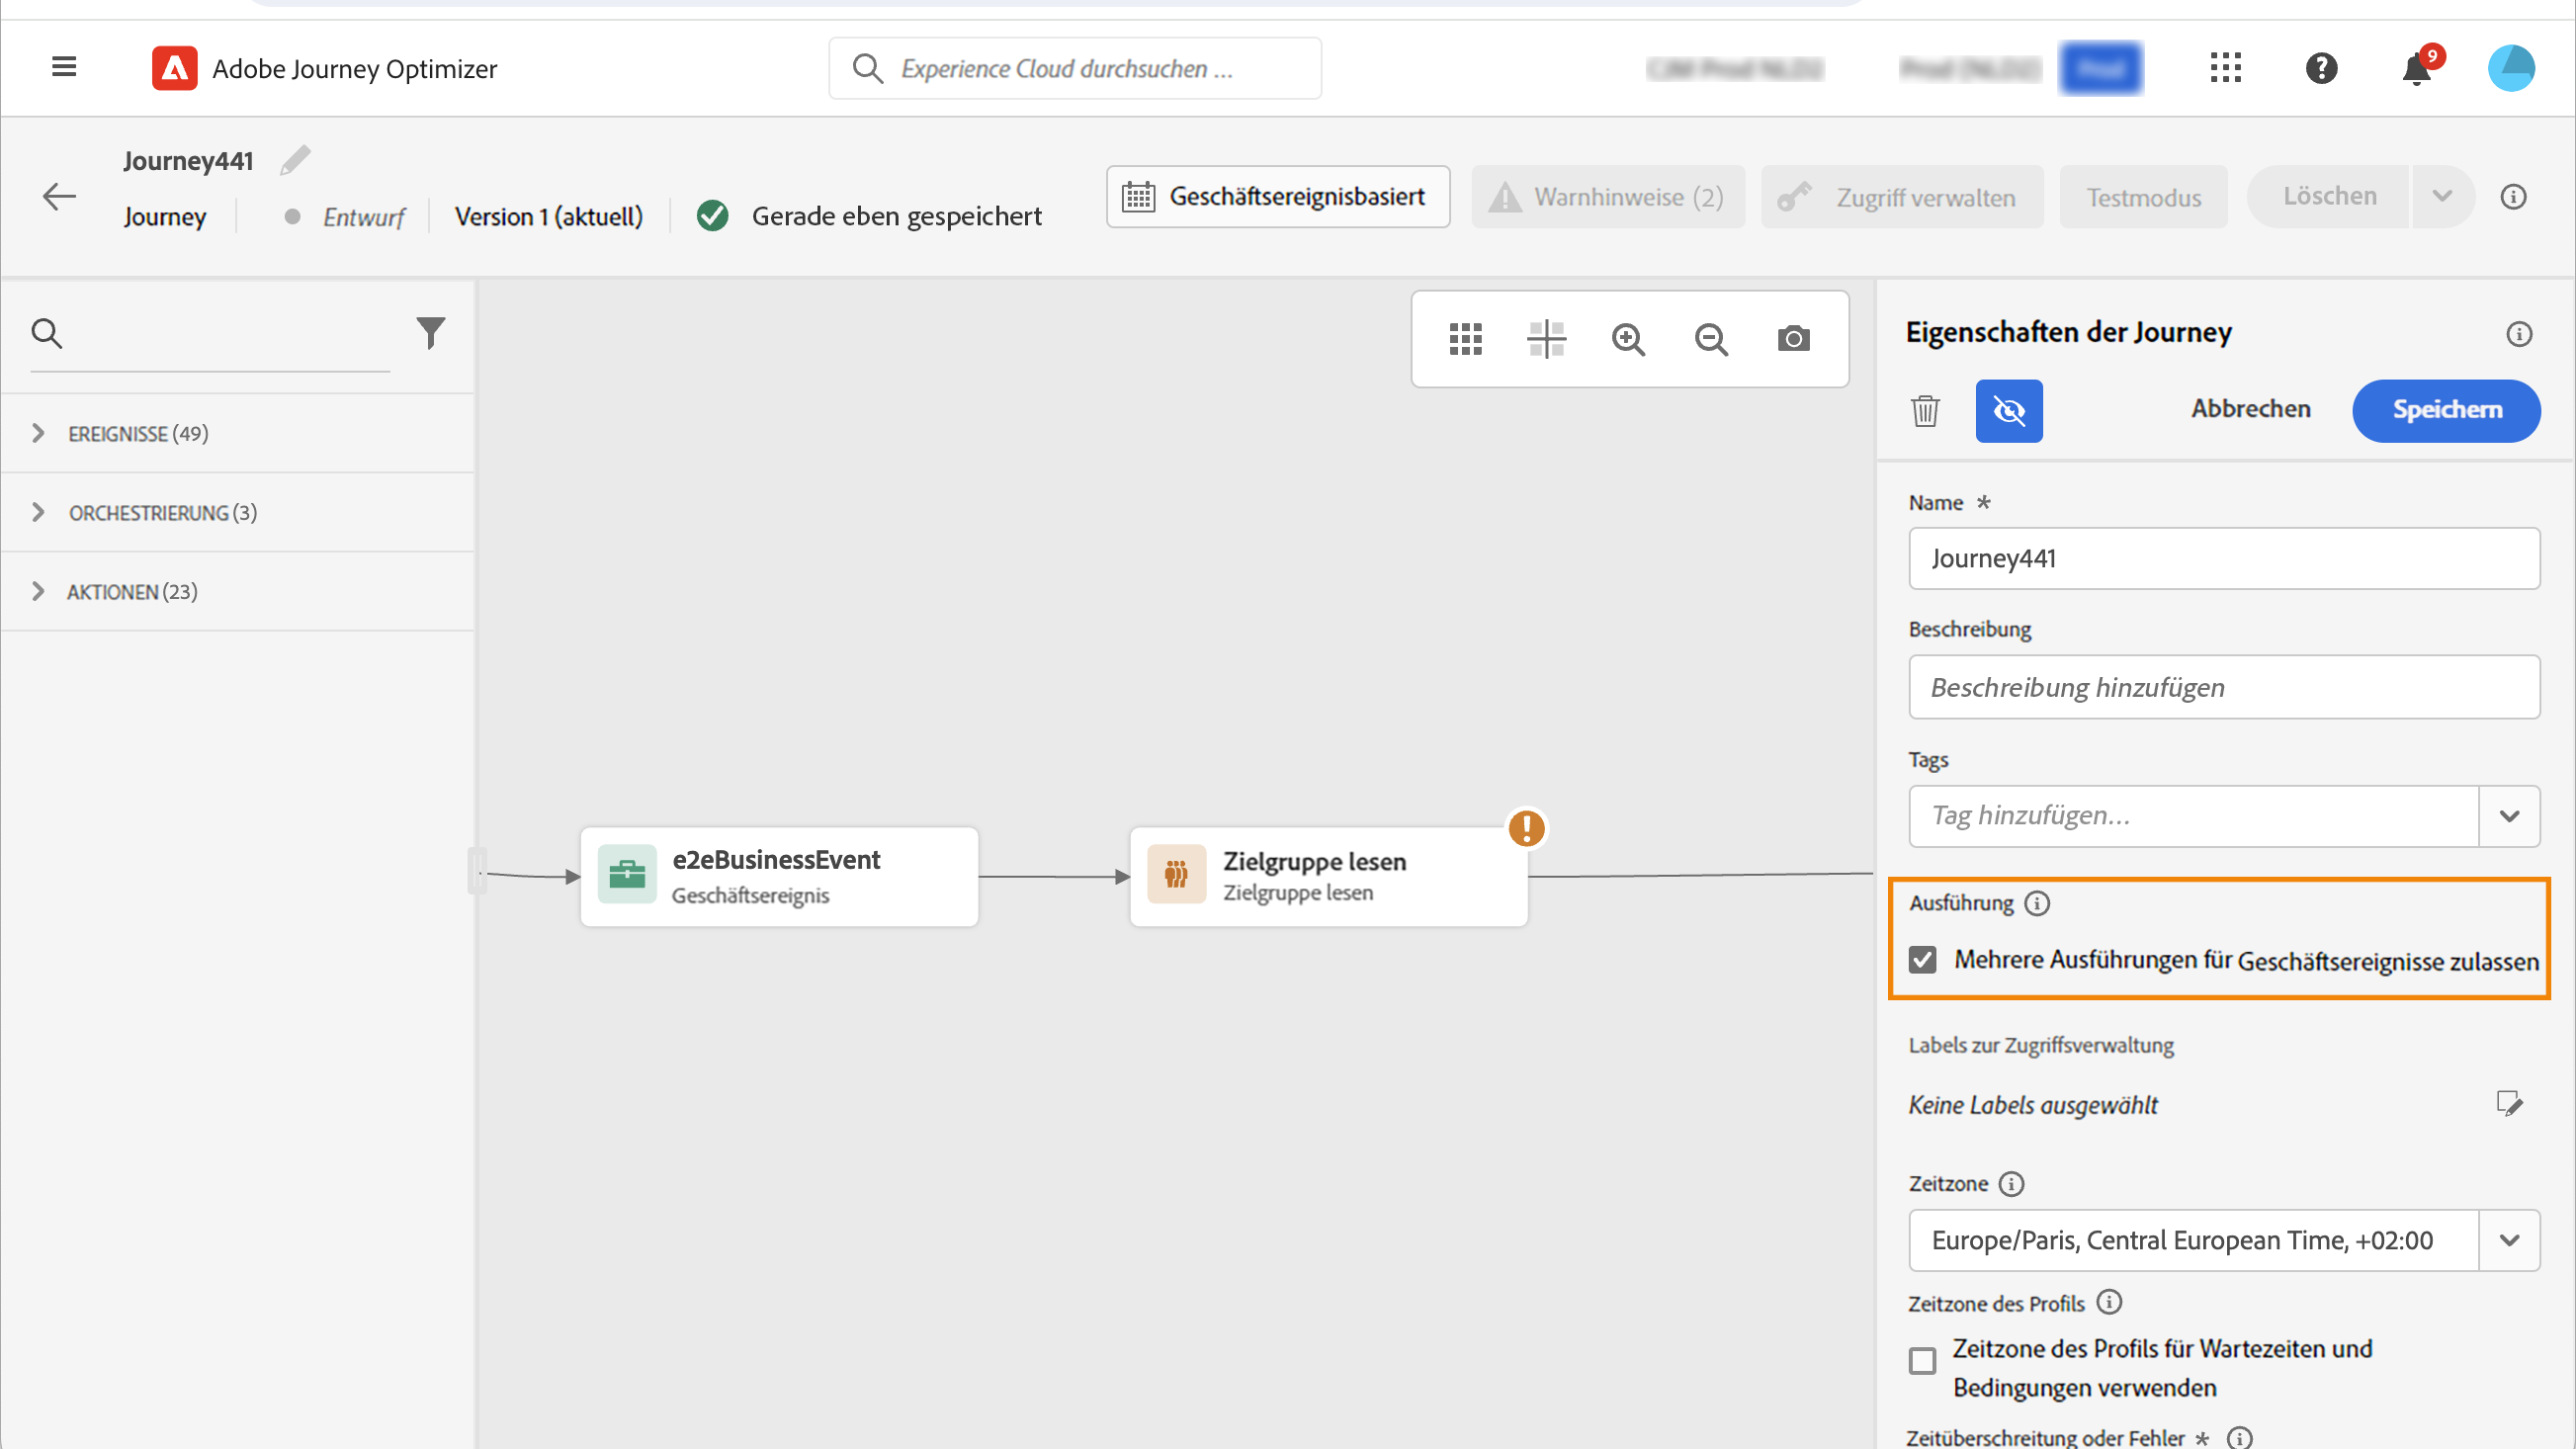 Adobe Journey Optimizer
Experience Cloud durchsuchen ...
9
Journey441
Journey
Entwurf
Version 1 (aktuell)
Gerade eben gespeichert
Geschäftsereignisbasiert
Warnhinweise (2)
Zugriff verwalten
Testmodus
Löschen
EREIGNISSE (49)
ORCHESTRIERUNG (3)
AKTIONEN (23)
e2eBusinessEvent
Geschäftsereignis
Zielgruppe lesen
Zielgruppe lesen
Eigenschaften der Journey
Abbrechen
Speichern
Name *
Journey441
Beschreibung
Beschreibung hinzufügen
Tags
Tag hinzufügen...
Ausführung
Mehrere Ausführungen für Geschäftsereignisse zulassen
Labels zur Zugriffsverwaltung
Keine Labels ausgewählt
Zeitzone
Europe/Paris, Central European Time, +02:00
Zeitzone des Profils
Zeitzone des Profils für Wartezeiten und
Bedingungen verwenden
Zeitüberschreitung oder Fehler *